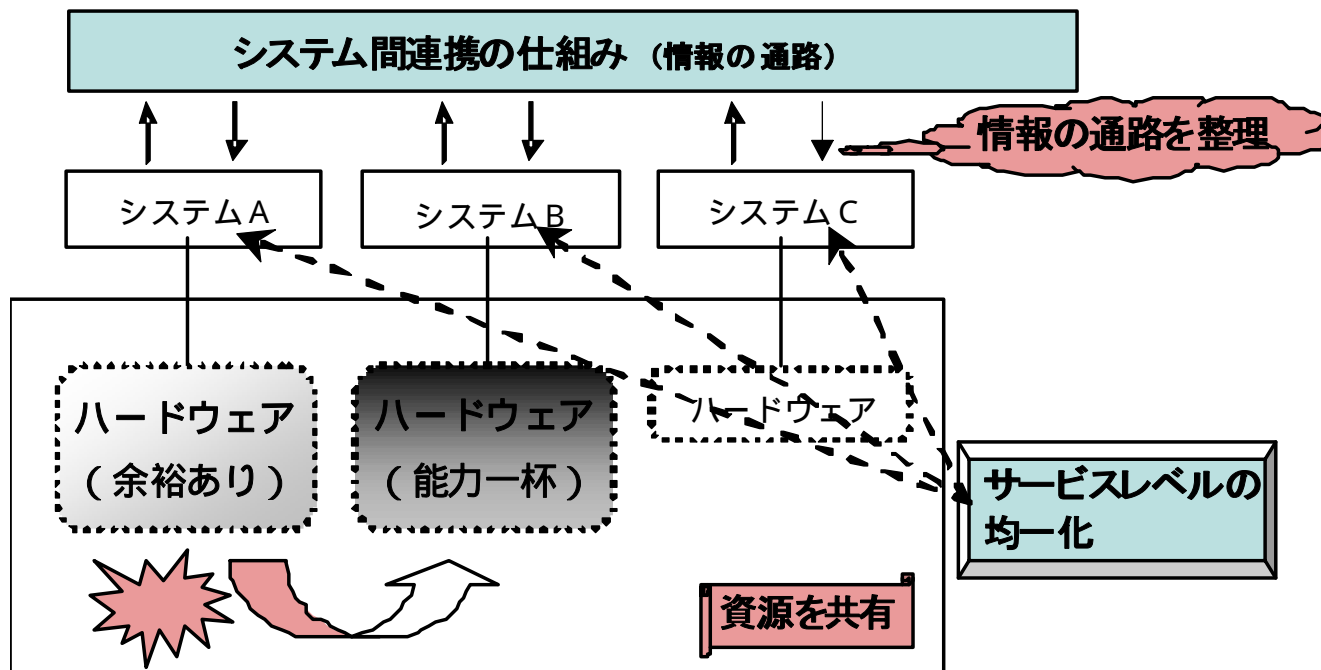 システム間連携の仕組み（情報の通路）
情報の通路を整理
システムA
システムB
システムC
ハードウェア
（余裕あり）
ハードウェア
（能力一杯）
ハードウェア
サービスレベルの
均一化
資源を共有